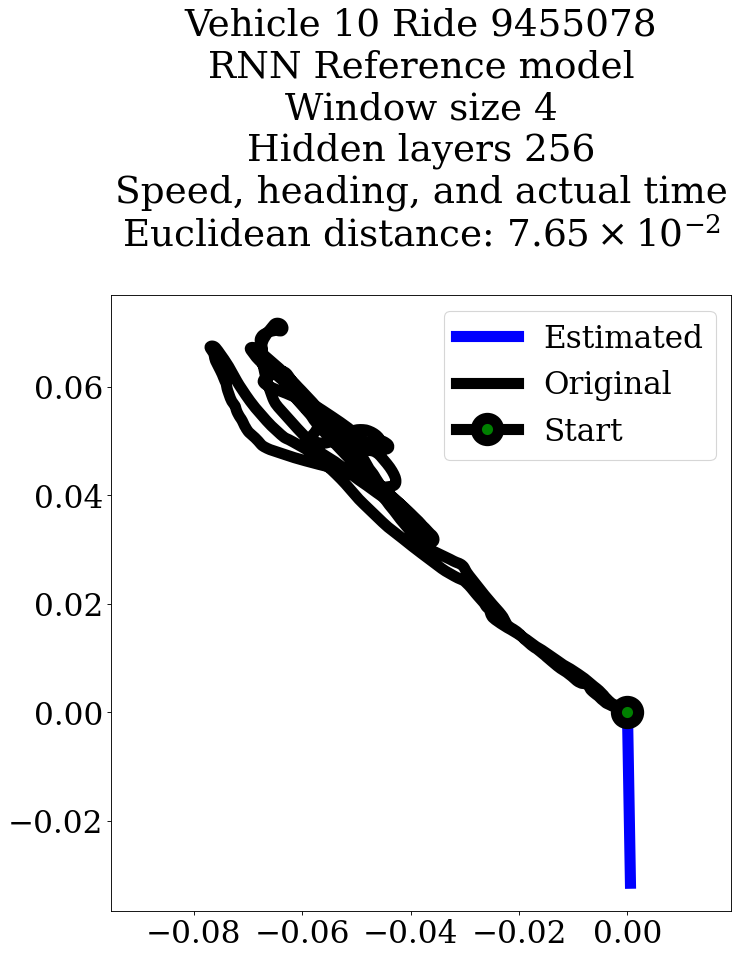 Vehicle 10 Ride 9455078
RNN Reference model
Window size 4
Hidden layers 256
Speed, heading, and actual time
Euclidean distance: 7.65 × 10⁻²
Estimated
Original
Start
0.06
0.04
0.02
0.00
−0.02
−0.08 −0.06 −0.04 −0.02 0.00